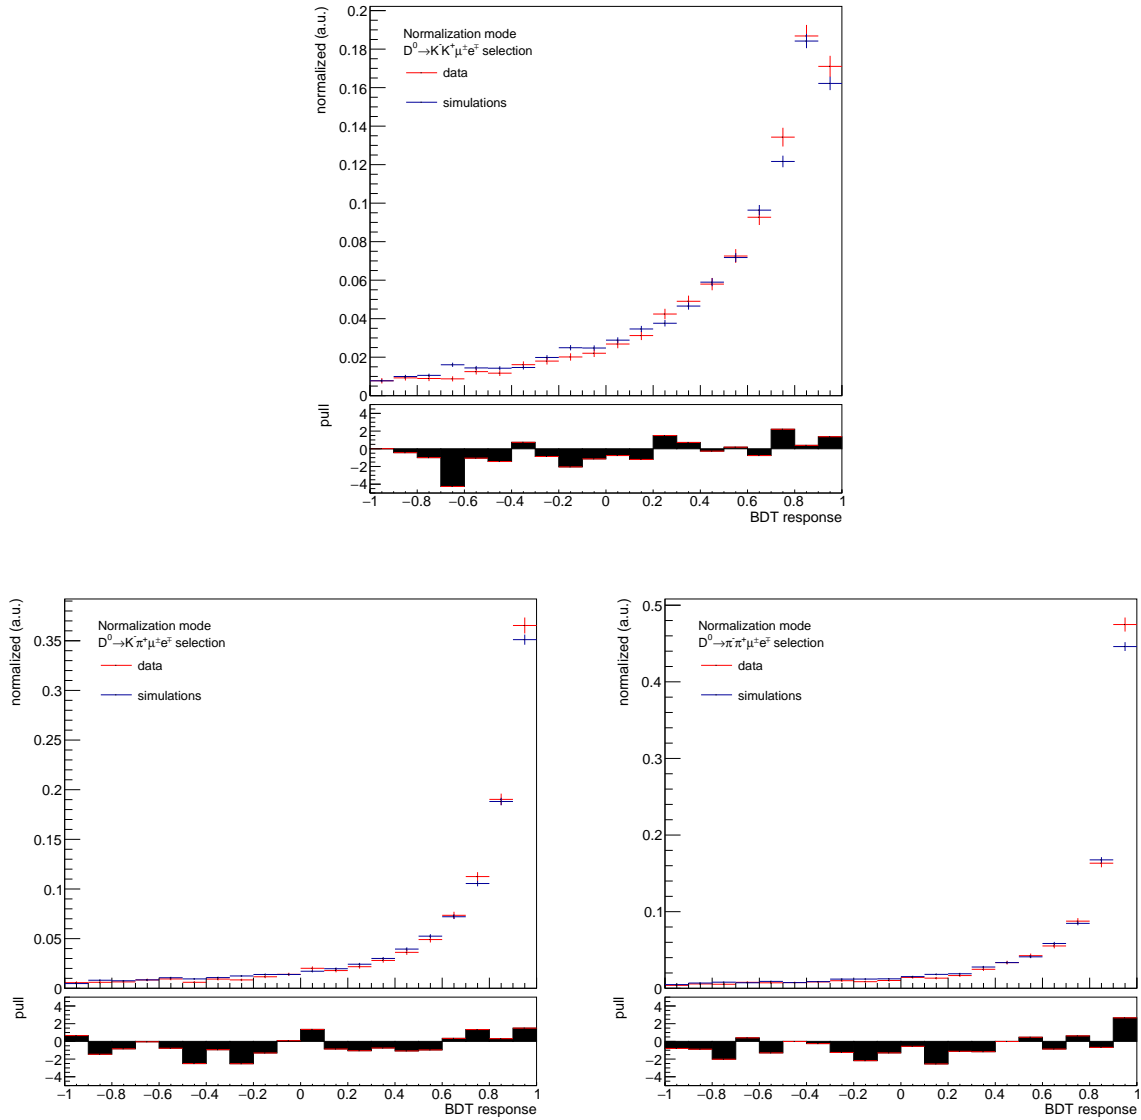 normalized (a.u.)
0.2
0.18
0.16
0.14
0.12
0.1
0.08
0.06
0.04
0.02
0
Normalization mode
D⁰→K⁻K⁺μ±e∓ selection
data
simulations
pull
4
2
0
−2
−4
−1 −0.8 −0.6 −0.4 −0.2 0 0.2 0.4 0.6 0.8 1
BDT response
normalized (a.u.)
0.35
0.3
0.25
0.2
0.15
0.1
0.05
0
Normalization mode
D⁰→K⁻π⁺μ±e∓ selection
data
simulations
pull
4
2
0
−2
−4
−1 −0.8 −0.6 −0.4 −0.2 0 0.2 0.4 0.6 0.8 1
BDT response
normalized (a.u.)
0.5
0.4
0.3
0.2
0.1
0
Normalization mode
D⁰→π⁻π⁺μ±e∓ selection
data
simulations
pull
4
2
0
−2
−4
−1 −0.8 −0.6 −0.4 −0.2 0 0.2 0.4 0.6 0.8 1
BDT response